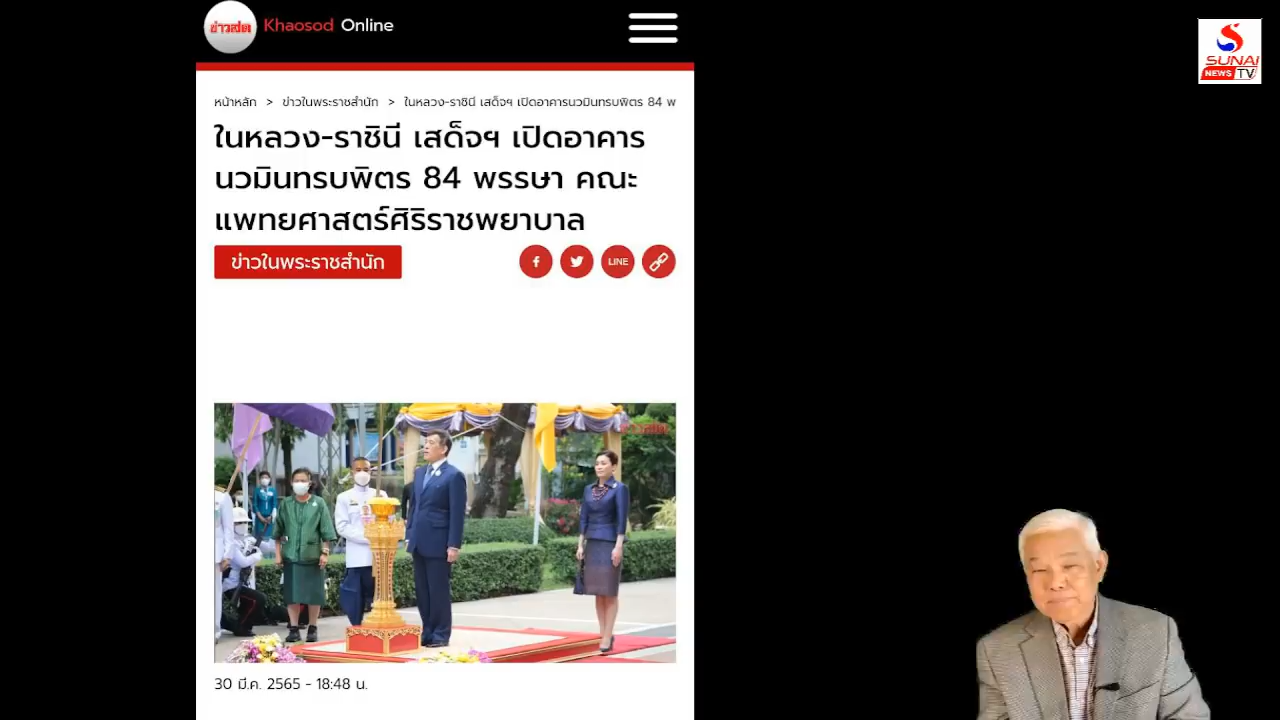 ข่าวสด Khaosod Online
SUNAI
NEWS TV
หน้าหลัก > ข่าวในพระราชสำนัก > ในหลวง-ราชินี เสด็จฯ เปิดอาคารนวมินทรบพิตร 84 พ
ในหลวง-ราชินี เสด็จฯ เปิดอาคาร
นวมินทรบพิตร 84 พรรษา คณะ
แพทยศาสตร์ศิริราชพยาบาล
ข่าวในพระราชสำนัก
LINE
ข่าวสด
30 มี.ค. 2565 - 18:48 น.